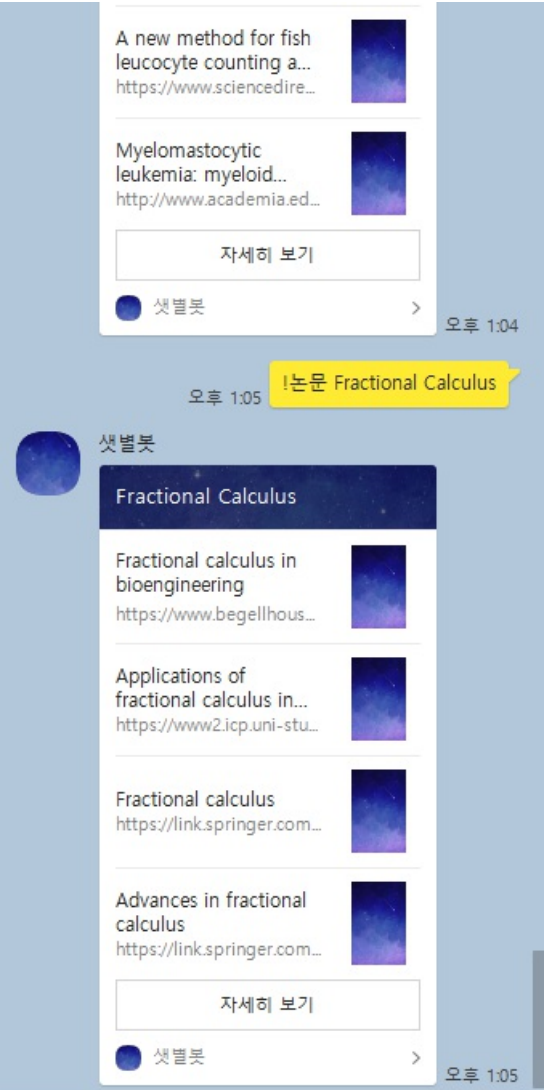 A new method for fish
leucocyte counting a...
https://www.sciencedire...
Myelomastocytic
leukemia: myeloid...
http://www.academia.ed...
자세히 보기
샛별봇
오후 1:04
!논문 Fractional Calculus
오후 1:05
샛별봇
Fractional Calculus
Fractional calculus in
bioengineering
https://www.begellhous...
Applications of
fractional calculus in...
https://www2.icp.uni-stu...
Fractional calculus
https://link.springer.com...
Advances in fractional
calculus
https://link.springer.com...
자세히 보기
샛별봇
오후 1:05